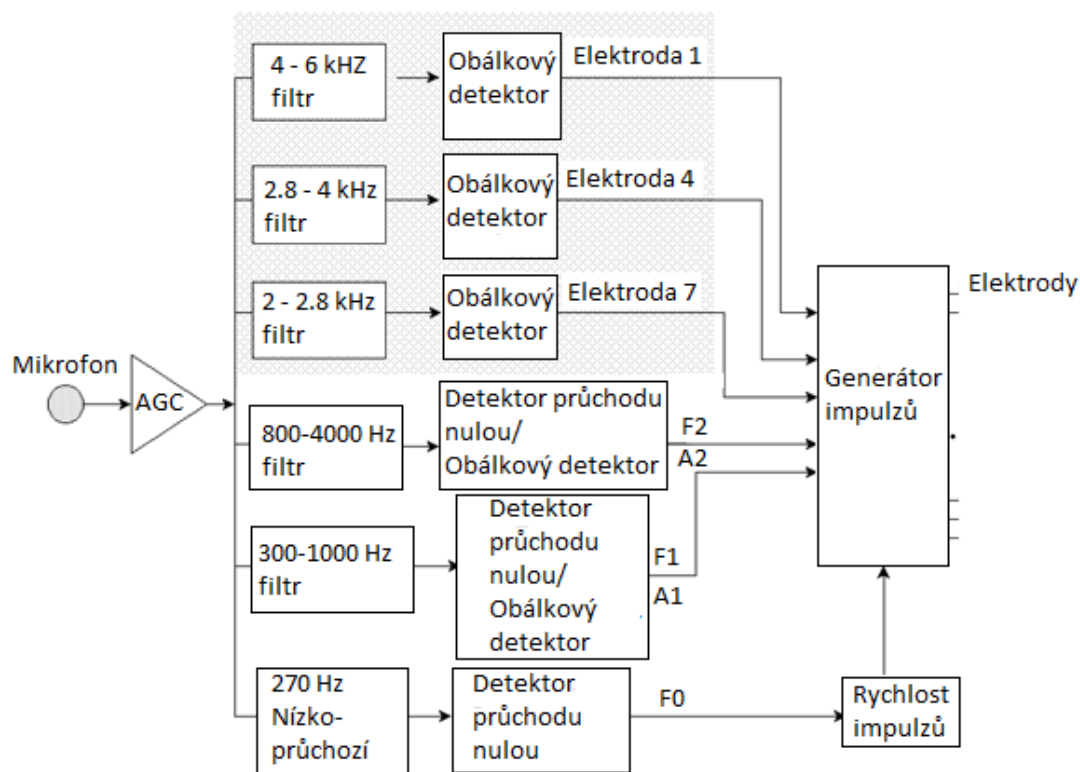 4 - 6 kHZ
filtr
Obálkový
detektor
Elektroda 1
2.8 - 4 kHz
filtr
Obálkový
detektor
Elektroda 4
2 - 2.8 kHz
filtr
Obálkový
detektor
Elektroda 7
Mikrofon
AGC
800-4000 Hz
filtr
Detektor průchodu
nulou/
Obálkový detektor
F2
A2
300-1000 Hz
filtr
Detektor
průchodu
nulou/
Obálkový
detektor
F1
A1
270 Hz
Nízko-
průchozí
Detektor
průchodu
nulou
F0
Rychlost
impulzů
Generátor
impulzů
Elektrody